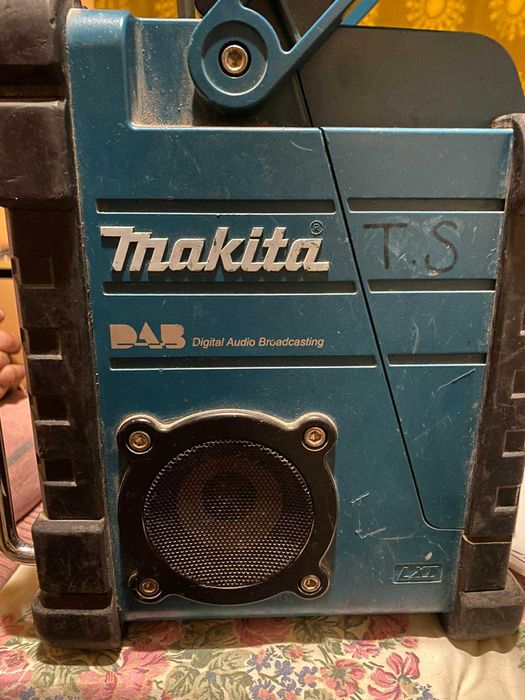 makita®
T.S
DAB Digital Audio Broadcasting
LXT